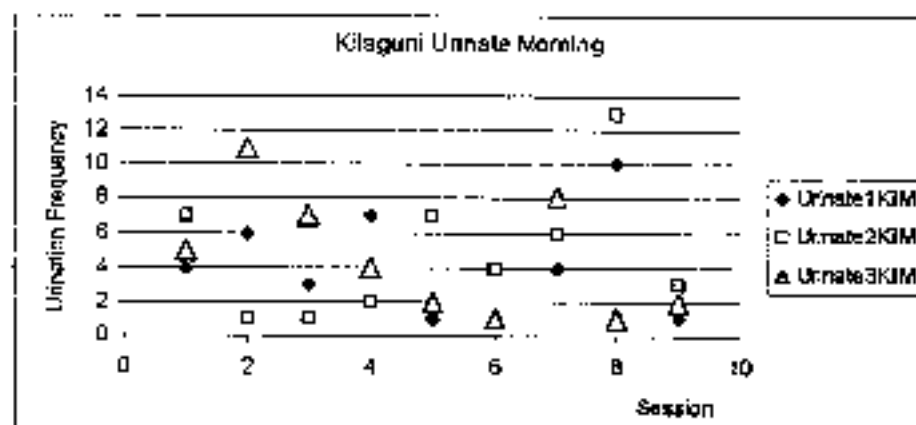 Kilaguni Urinate Morning
Urination Frequency
14
12
10
8
6
4
2
0
0 2 4 6 8 10
Session
Urinate1KIM
Urinate2KIM
Urinate3KIM